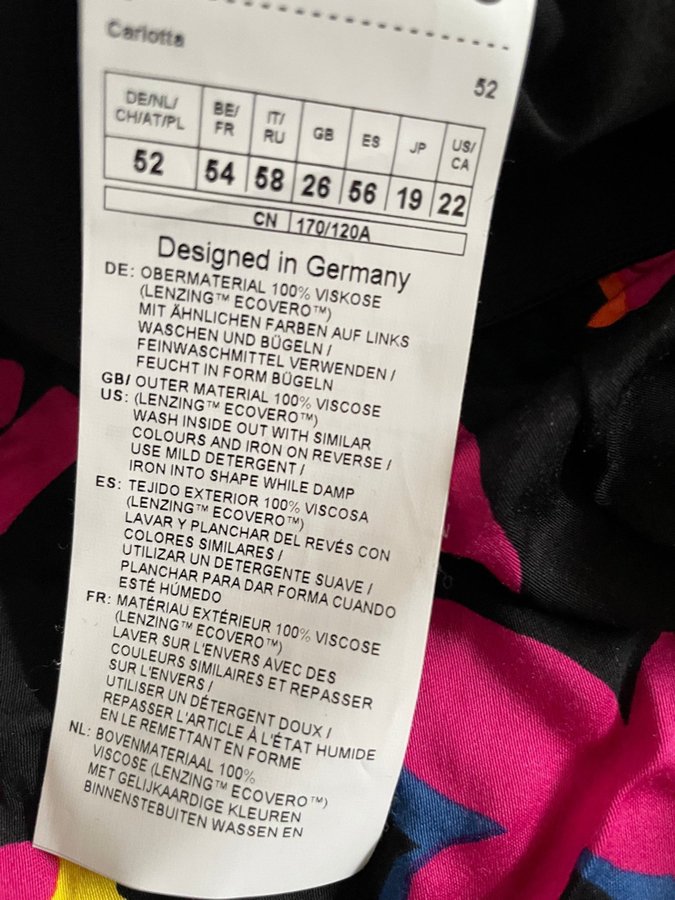 Carlotta
52
DE/NL/ CH/AT/PL BE/ FR IT/ RU GB ES JP US/ CA
52 54 58 26 56 19 22
CN 170/120A
Designed in Germany
DE: OBERMATERIAL 100% VISKOSE
(LENZING™ ECOVERO™)
MIT ÄHNLICHEN FARBEN AUF LINKS
WASCHEN UND BÜGELN /
FEINWASCHMITTEL VERWENDEN /
FEUCHT IN FORM BÜGELN
GB/ OUTER MATERIAL 100% VISCOSE
US: (LENZING™ ECOVERO™)
WASH INSIDE OUT WITH SIMILAR
COLOURS AND IRON ON REVERSE /
USE MILD DETERGENT /
IRON INTO SHAPE WHILE DAMP
ES: TEJIDO EXTERIOR 100% VISCOSA
(LENZING™ ECOVERO™)
LAVAR Y PLANCHAR DEL REVÉS CON
COLORES SIMILARES /
UTILIZAR UN DETERGENTE SUAVE /
PLANCHAR PARA DAR FORMA CUANDO
ESTÉ HÚMEDO
FR: MATÉRIAU EXTÉRIEUR 100% VISCOSE
(LENZING™ ECOVERO™)
LAVER SUR L'ENVERS AVEC DES
COULEURS SIMILAIRES ET REPASSER
SUR L'ENVERS /
UTILISER UN DÉTERGENT DOUX /
REPASSER L'ARTICLE À L'ÉTAT HUMIDE
EN LE REMETTANT EN FORME
NL: BOVENMATERIAAL 100%
VISCOSE (LENZING™ ECOVERO™)
MET GELIJKAARDIGE KLEUREN
BINNENSTEBUITEN WASSEN EN